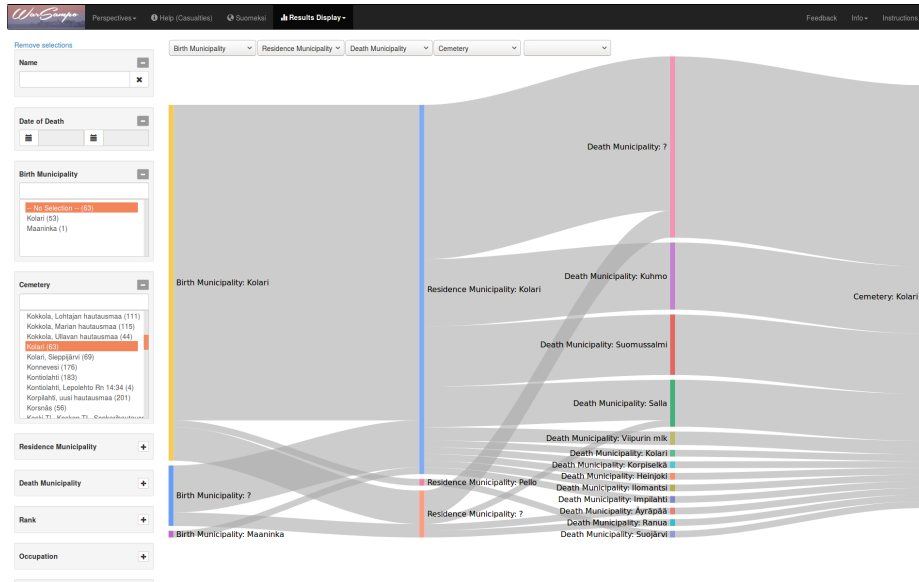 WarSampo
Perspectives
Help (Casualties)
Suomeksi
Results Display
Feedback
Info
Instructions
Remove selections
Name
Date of Death
Birth Municipality
-- No Selection -- (63)
Kolari (53)
Maaninka (1)
Cemetery
Kokkola, Lohtajan hautausmaa (111)
Kokkola, Marian hautausmaa (115)
Kokkola, Ullavan hautausmaa (44)
Kolari (63)
Kolari, Sieppijärvi (69)
Konnevesi (176)
Kontiolahti (183)
Kontiolahti, Lepolehto Rn 14:34 (4)
Korpilahti, uusi hautausmaa (201)
Korsnäs (56)
Residence Municipality
Death Municipality
Rank
Occupation
Birth Municipality
Residence Municipality
Death Municipality
Cemetery
Birth Municipality: Kolari
Birth Municipality: ?
Birth Municipality: Maaninka
Residence Municipality: Kolari
Residence Municipality: Pello
Residence Municipality: ?
Death Municipality: ?
Death Municipality: Kuhmo
Death Municipality: Suomussalmi
Death Municipality: Salla
Death Municipality: Viipurin mlk
Death Municipality: Kolari
Death Municipality: Korpiselkä
Death Municipality: Heinjoki
Death Municipality: Ilomantsi
Death Municipality: Impilahti
Death Municipality: Äyräpää
Death Municipality: Ranua
Death Municipality: Suojärvi
Cemetery: Kolari